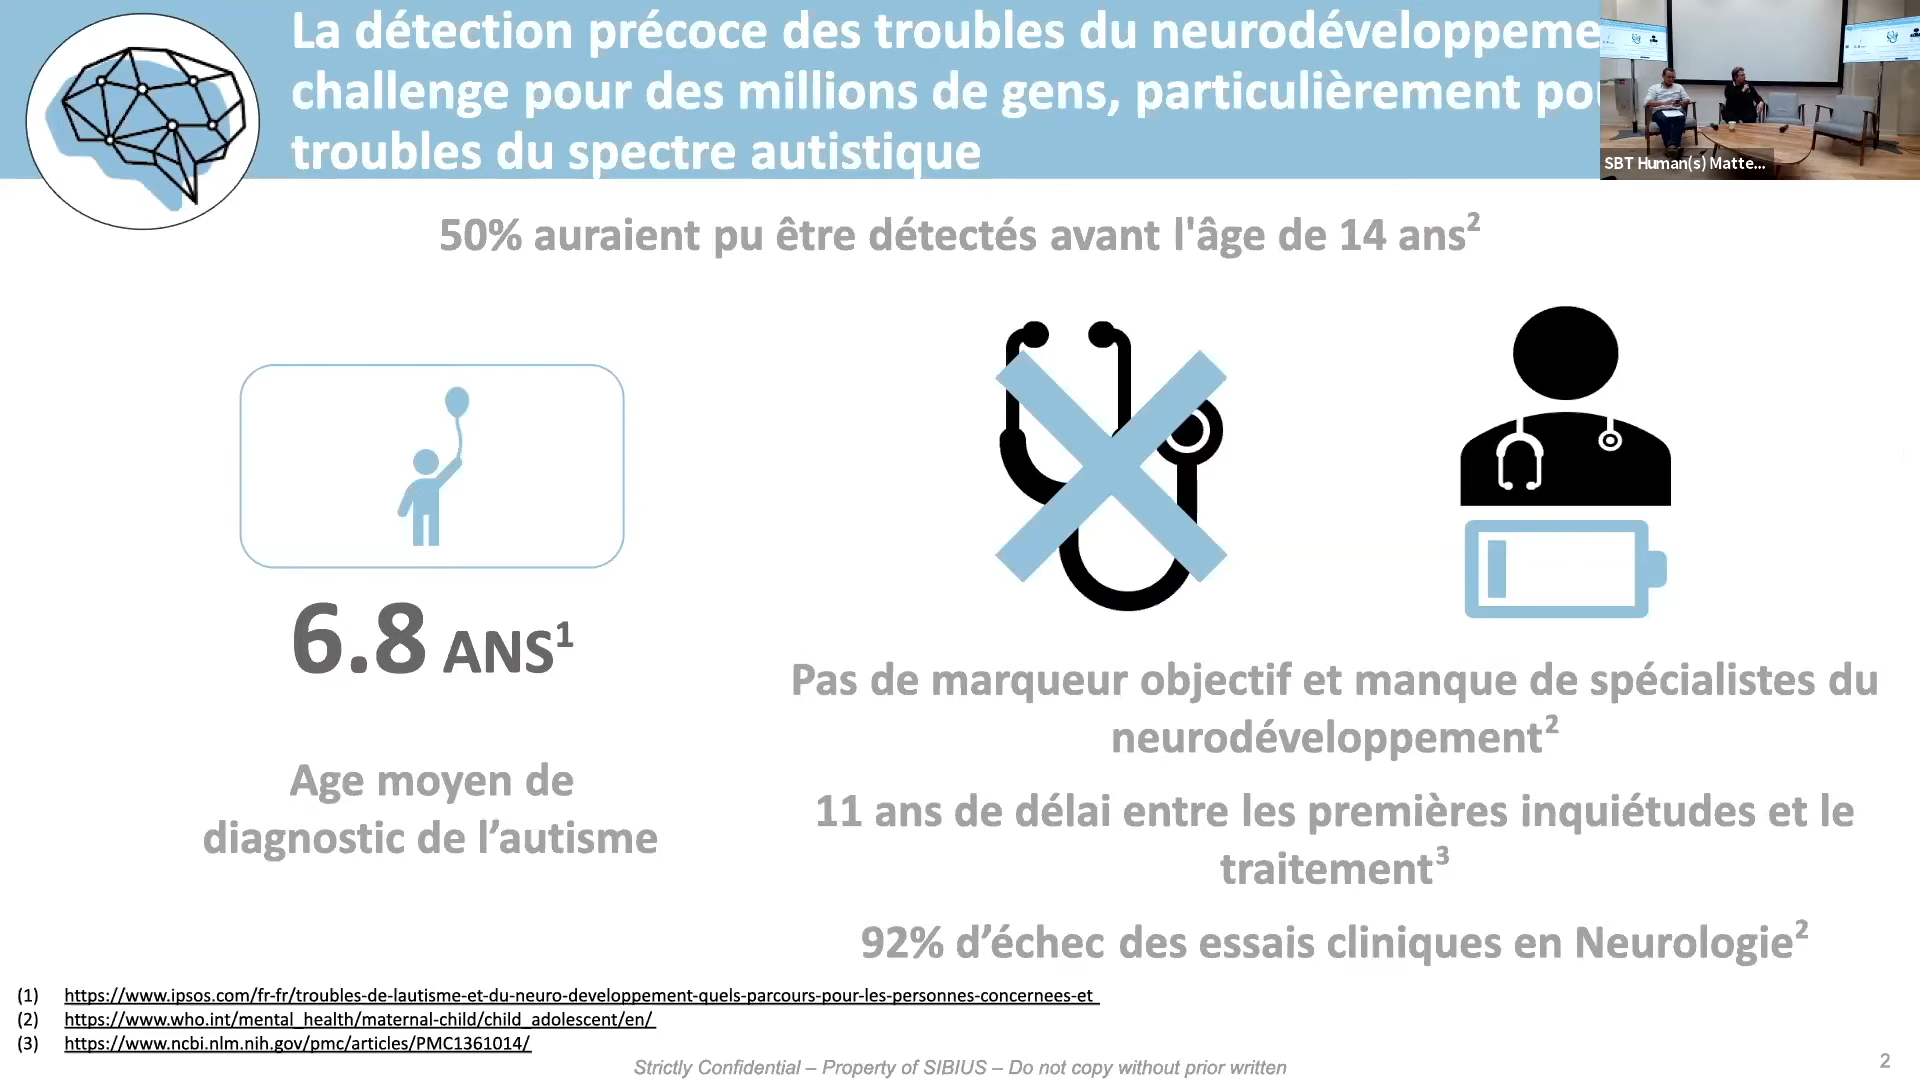 La détection précoce des troubles du neurodéveloppeme
challenge pour des millions de gens, particulièrement
troubles du spectre autistique
SBT Human(s) Matte...
50% auraient pu être détectés avant l'âge de 14 ans²
6.8 ANS¹
Age moyen de
diagnostic de l’autisme
Pas de marqueur objectif et manque de spécialistes du
neurodéveloppement²
11 ans de délai entre les premières inquiétudes et le
traitement³
92% d’échec des essais cliniques en Neurologie²
(1) https://www.ipsos.com/fr-fr/troubles-de-lautisme-et-du-neuro-developpement-quels-parcours-pour-les-personnes-concernees-et
(2) https://www.who.int/mental_health/maternal-child/child_adolescent/en/
(3) https://www.ncbi.nlm.nih.gov/pmc/articles/PMC1361014/
Strictly Confidential – Property of SIBIUS – Do not copy without prior written
2